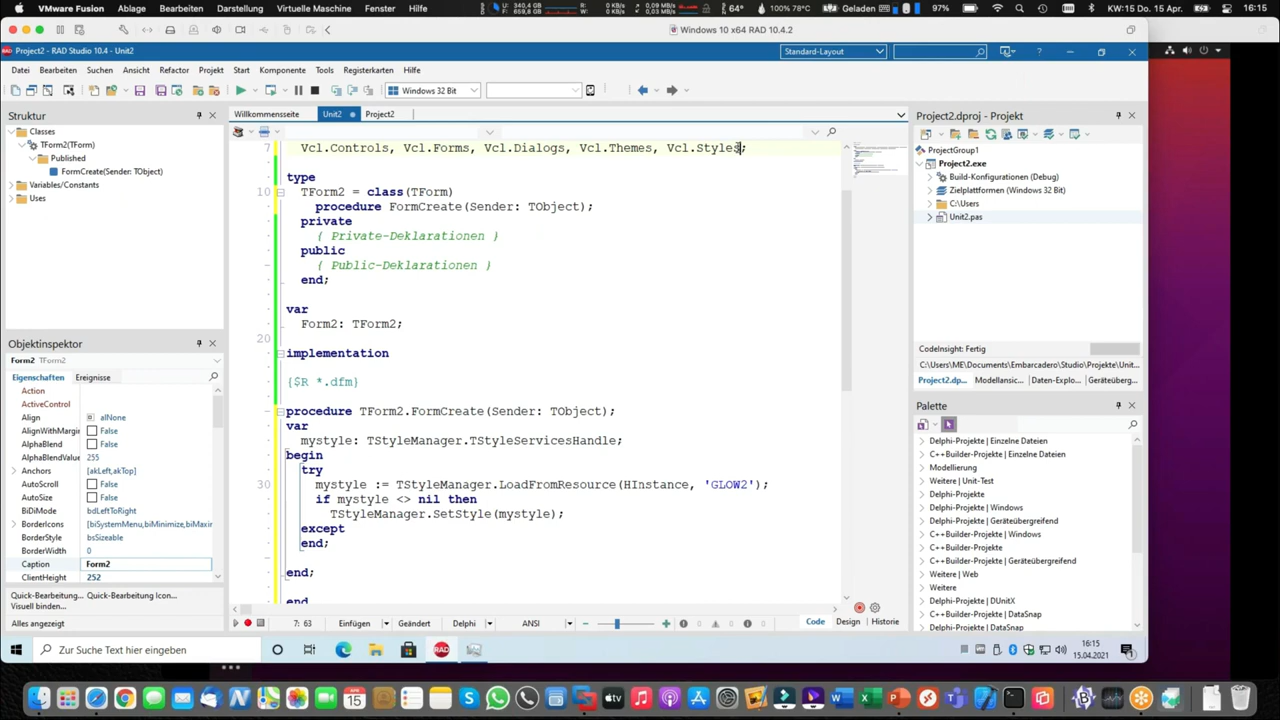 VMware Fusion Ablage Bearbeiten Darstellung Virtuelle Maschine Fenster Hilfe 64° 100% 78°C Geladen 97% KW:15 Do. 15 Apr. 16:15
Windows 10 x64 RAD 10.4.2
Project2 - RAD Studio 10.4 - Unit2 Standard-Layout
Datei Bearbeiten Suchen Ansicht Refactor Projekt Start Komponente Tools Registerkarten Hilfe
Windows 32 Bit
Struktur
Classes
TForm2(TForm)
Published
FormCreate(Sender: TObject)
Variables/Constants
Uses
Objektinspektor
Form2 TForm2
Eigenschaften Ereignisse
Action
ActiveControl
Align alNone
AlignWithMargin False
AlphaBlend False
AlphaBlendValue 255
Anchors [akLeft,akTop]
AutoScroll False
AutoSize False
BiDiMode bdLeftToRight
BorderIcons [biSystemMenu,biMinimize,biMaxir
BorderStyle bsSizeable
BorderWidth 0
Caption Form2
ClientHeight 252
Quick-Bearbeitung... Quick-Bearbeitung Icon...
Visuell binden...
Alles angezeigt
Willkommensseite Unit2 Project2
7 Vcl.Controls, Vcl.Forms, Vcl.Dialogs, Vcl.Themes, Vcl.Styles;
type
10 TForm2 = class(TForm)
procedure FormCreate(Sender: TObject);
private
{ Private-Deklarationen }
public
{ Public-Deklarationen }
end;
var
Form2: TForm2;
20
implementation
{$R *.dfm}
procedure TForm2.FormCreate(Sender: TObject);
var
mystyle: TStyleManager.TStyleServicesHandle;
begin
try
30 mystyle := TStyleManager.LoadFromResource(HInstance, 'GLOW2');
if mystyle <> nil then
TStyleManager.SetStyle(mystyle);
except
end;
end;
end.
7: 63 Einfügen Geändert Delphi ANSI Code Design Historie
Project2.dproj - Projekt
ProjectGroup1
Project2.exe
Build-Konfigurationen (Debug)
Zielplattformen (Windows 32 Bit)
C:\Users
Unit2.pas
CodeInsight: Fertig
C:\Users\ME\Documents\Embarcadero\Studio\Projekte\Unit...
Project2.dp... Modellansic... Daten-Explo... Geräteüberg...
Palette
Delphi-Projekte | Einzelne Dateien
C++Builder-Projekte | Einzelne Dateien
Modellierung
Weitere | Unit-Test
Delphi-Projekte
Delphi-Projekte | Windows
Delphi-Projekte | Geräteübergreifend
C++Builder-Projekte | Windows
C++Builder-Projekte
C++Builder-Projekte | Geräteübergreifend
Weitere | Web
Weitere
Delphi-Projekte | DUnitX
C++Builder-Projekte | DataSnap
Delphi-Projekte | DataSnap
Zur Suche Text hier eingeben
16:15
15.04.2021